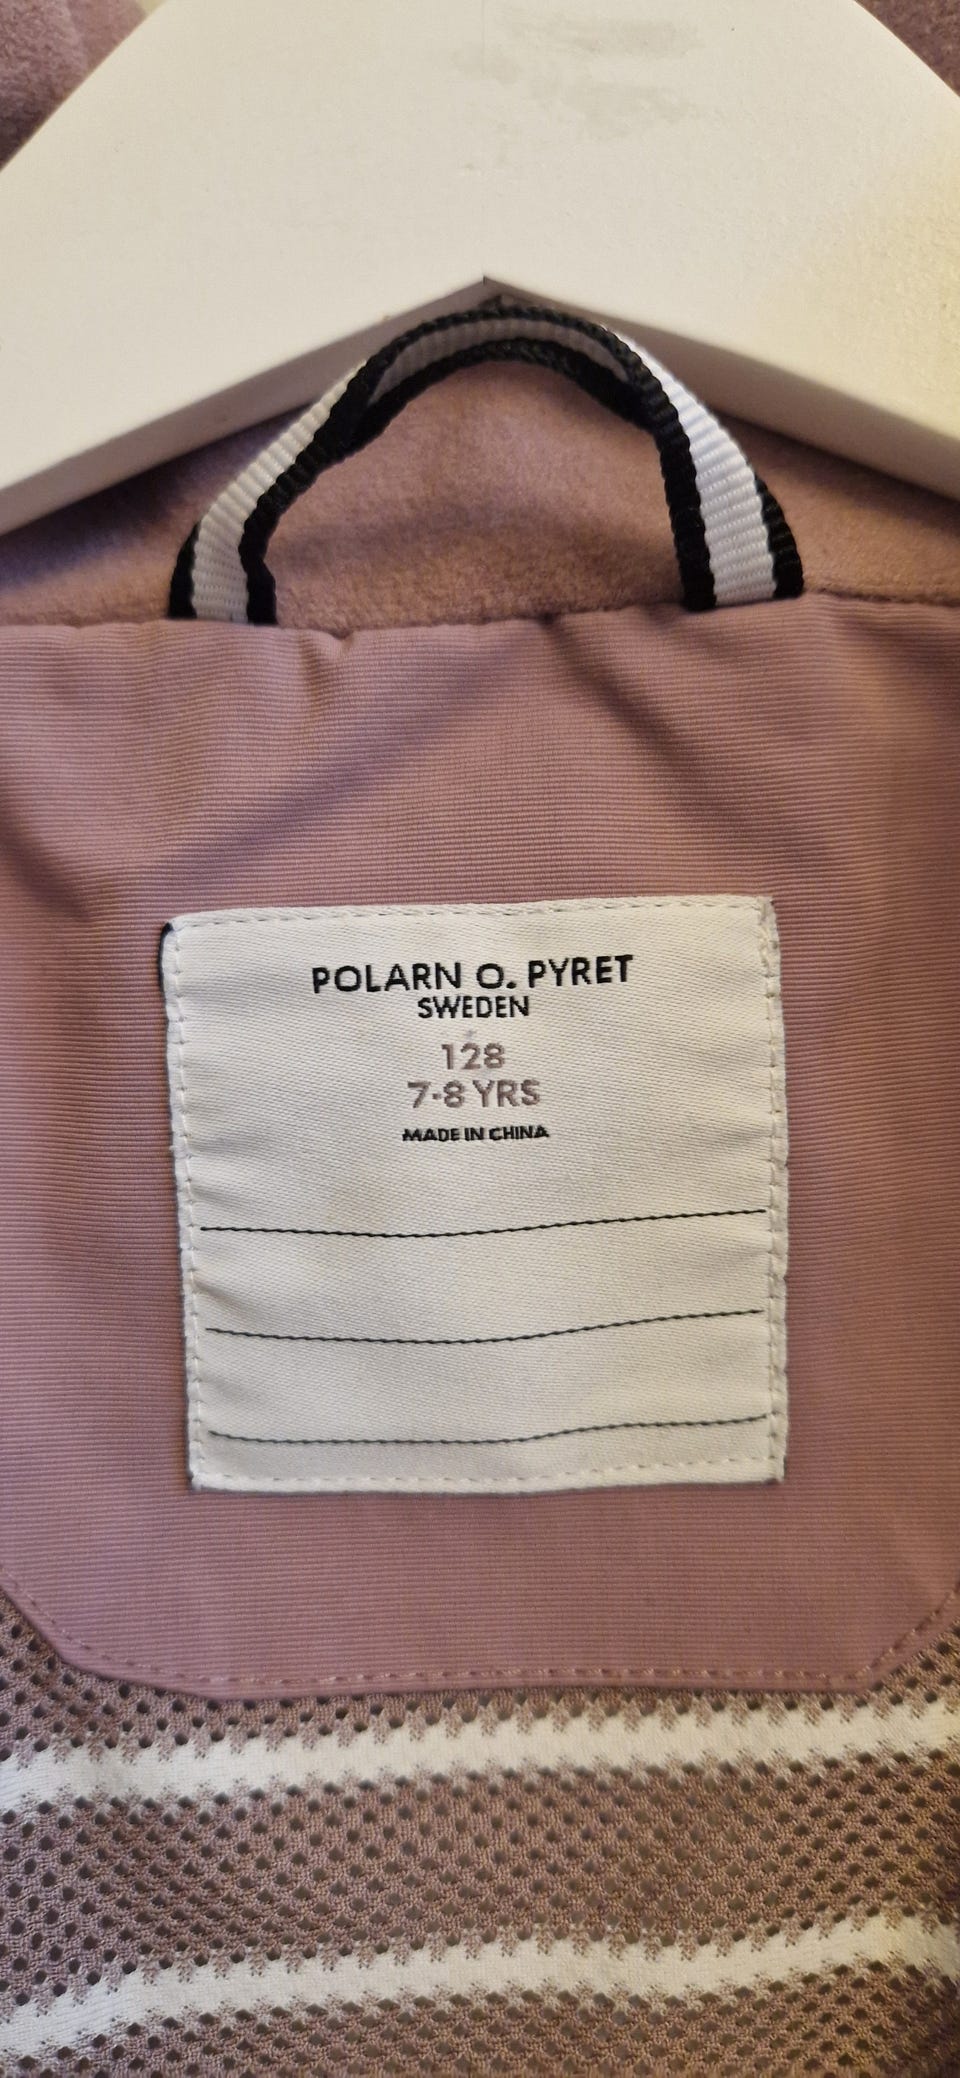 POLARN O. PYRET
SWEDEN
128
7-8 YRS
MADE IN CHINA